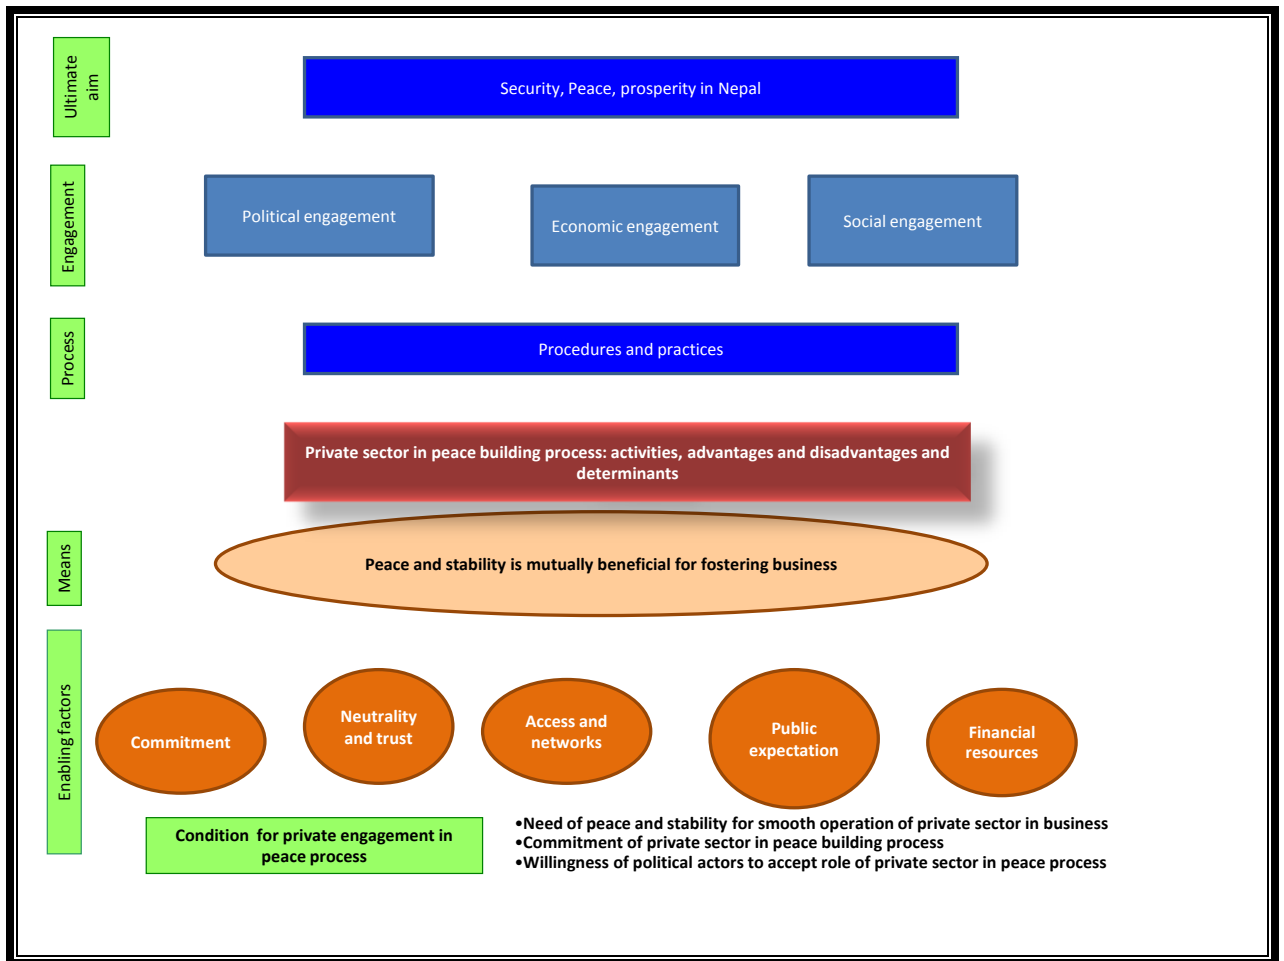 Ultimate
aim
Security, Peace, prosperity in Nepal
Engagement
Political engagement
Economic engagement
Social engagement
Process
Procedures and practices
Private sector in peace building process: activities, advantages and disadvantages and
determinants
Means
Peace and stability is mutually beneficial for fostering business
Enabling factors
Commitment
Neutrality
and trust
Access and
networks
Public
expectation
Financial
resources
Condition for private engagement in
peace process
•Need of peace and stability for smooth operation of private sector in business
•Commitment of private sector in peace building process
•Willingness of political actors to accept role of private sector in peace process